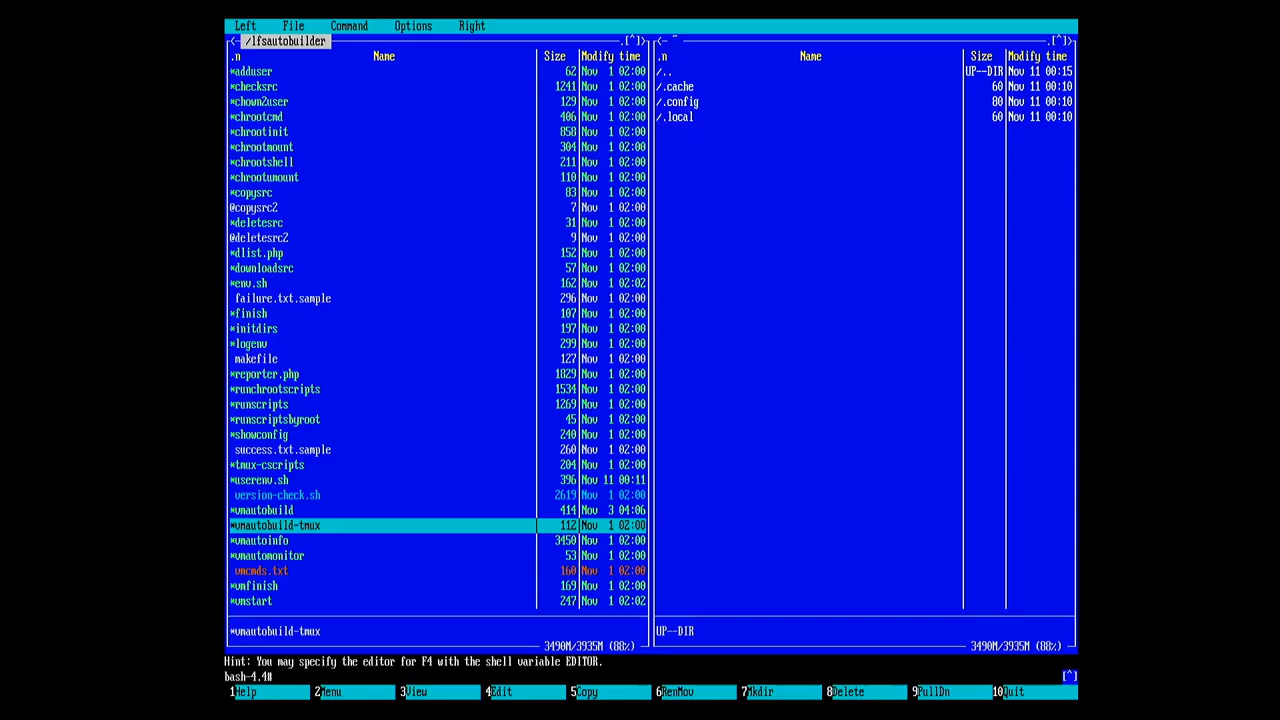 Left File Command Options Right
<- /lfsautobuilder .[^]> <- ~ .[^]>
.n Name Size Modify time .n Name Size Modify time
*adduser 62 Nov 1 02:00 /.. UP--DIR Nov 11 00:15
*checksrc 1241 Nov 1 02:00 /.cache 60 Nov 11 00:10
*chown2user 129 Nov 1 02:00 /.config 80 Nov 11 00:10
*chrootcmd 406 Nov 1 02:00 /.local 60 Nov 11 00:10
*chrootinit 858 Nov 1 02:00
*chrootmount 304 Nov 1 02:00
*chrootshell 211 Nov 1 02:00
*chrootumount 110 Nov 1 02:00
*copysrc 83 Nov 1 02:00
@copysrc2 7 Nov 1 02:00
*deletesrc 31 Nov 1 02:00
@deletesrc2 9 Nov 1 02:00
*dlist.php 152 Nov 1 02:00
*downloadsrc 57 Nov 1 02:00
*env.sh 162 Nov 1 02:02
failure.txt.sample 296 Nov 1 02:00
*finish 107 Nov 1 02:00
*initdirs 197 Nov 1 02:00
*logenv 299 Nov 1 02:00
makefile 127 Nov 1 02:00
*reporter.php 1829 Nov 1 02:00
*runchrootscripts 1534 Nov 1 02:00
*runscripts 1269 Nov 1 02:00
*runscriptsbyroot 45 Nov 1 02:00
*showconfig 240 Nov 1 02:00
success.txt.sample 260 Nov 1 02:00
*tmux-cscripts 204 Nov 1 02:00
*userenv.sh 396 Nov 11 00:11
version-check.sh 2619 Nov 1 02:00
*vmautobuild 414 Nov 3 04:06
*vmautobuild-tmux 112 Nov 1 02:00
*vmautoinfo 3450 Nov 1 02:00
*vmautomonitor 53 Nov 1 02:00
vmcmds.txt 160 Nov 1 02:00
*vmfinish 169 Nov 1 02:00
*vmstart 247 Nov 1 02:02
*vmautobuild-tmux UP--DIR
3490M/3935M (88%) 3490M/3935M (88%)
Hint: You may specify the editor for F4 with the shell variable EDITOR.
bash-4.4# [^]
1Help 2Menu 3View 4Edit 5Copy 6RenMov 7Mkdir 8Delete 9PullDn 10Quit